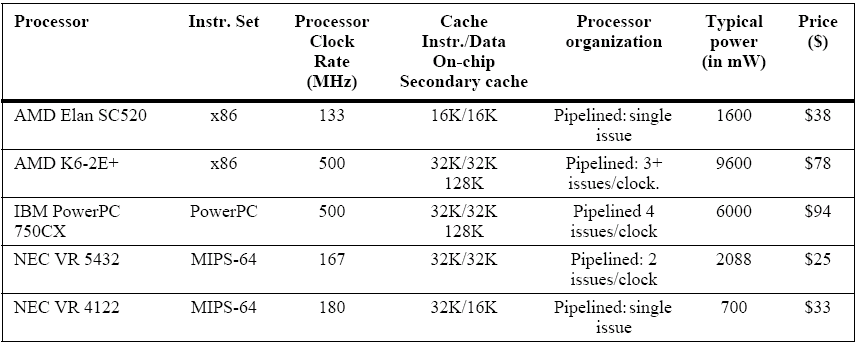 Processor Instr. Set Processor Clock Rate (MHz) Cache Instr./Data On-chip Secondary cache Processor organization Typical power (in mW) Price ($)
AMD Elan SC520 x86 133 16K/16K Pipelined: single issue 1600 $38
AMD K6-2E+ x86 500 32K/32K 128K Pipelined: 3+ issues/clock. 9600 $78
IBM PowerPC 750CX PowerPC 500 32K/32K 128K Pipelined 4 issues/clock 6000 $94
NEC VR 5432 MIPS-64 167 32K/32K Pipelined: 2 issues/clock 2088 $25
NEC VR 4122 MIPS-64 180 32K/16K Pipelined: single issue 700 $33